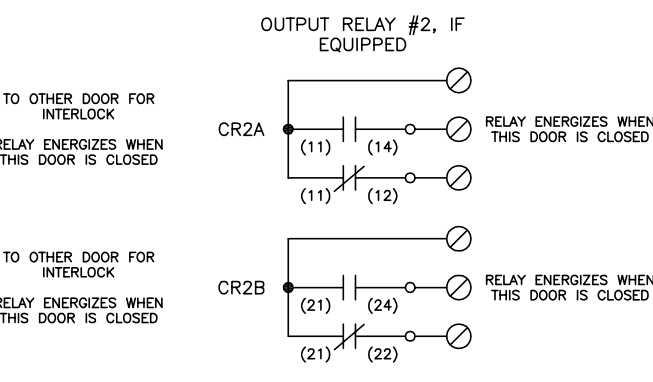 OUTPUT RELAY #2, IF
EQUIPPED
TO OTHER DOOR FOR
INTERLOCK
RELAY ENERGIZES WHEN
THIS DOOR IS CLOSED
CR2A
(11) (14)
(11) (12)
RELAY ENERGIZES WHEN
THIS DOOR IS CLOSED
TO OTHER DOOR FOR
INTERLOCK
RELAY ENERGIZES WHEN
THIS DOOR IS CLOSED
CR2B
(21) (24)
(21) (22)
RELAY ENERGIZES WHEN
THIS DOOR IS CLOSED